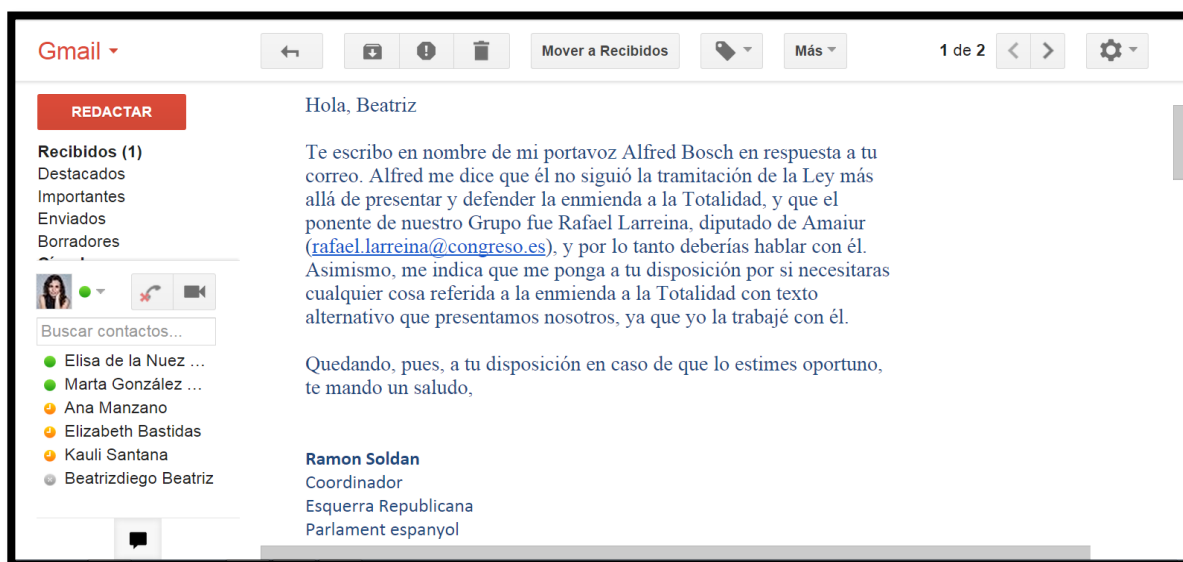 Gmail
Mover a Recibidos
Más
1 de 2
REDACTAR
Recibidos (1)
Destacados
Importantes
Enviados
Borradores
Buscar contactos...
Elisa de la Nuez ...
Marta González ...
Ana Manzano
Elizabeth Bastidas
Kauli Santana
Beatrizdiego Beatriz
Hola, Beatriz
Te escribo en nombre de mi portavoz Alfred Bosch en respuesta a tu
correo. Alfred me dice que él no siguió la tramitación de la Ley más
allá de presentar y defender la enmienda a la Totalidad, y que el
ponente de nuestro Grupo fue Rafael Larreina, diputado de Amaiur
(rafael.larreina@congreso.es), y por lo tanto deberías hablar con él.
Asimismo, me indica que me ponga a tu disposición por si necesitaras
cualquier cosa referida a la enmienda a la Totalidad con texto
alternativo que presentamos nosotros, ya que yo la trabajé con él.
Quedando, pues, a tu disposición en caso de que lo estimes oportuno,
te mando un saludo,
Ramon Soldan
Coordinador
Esquerra Republicana
Parlament espanyol